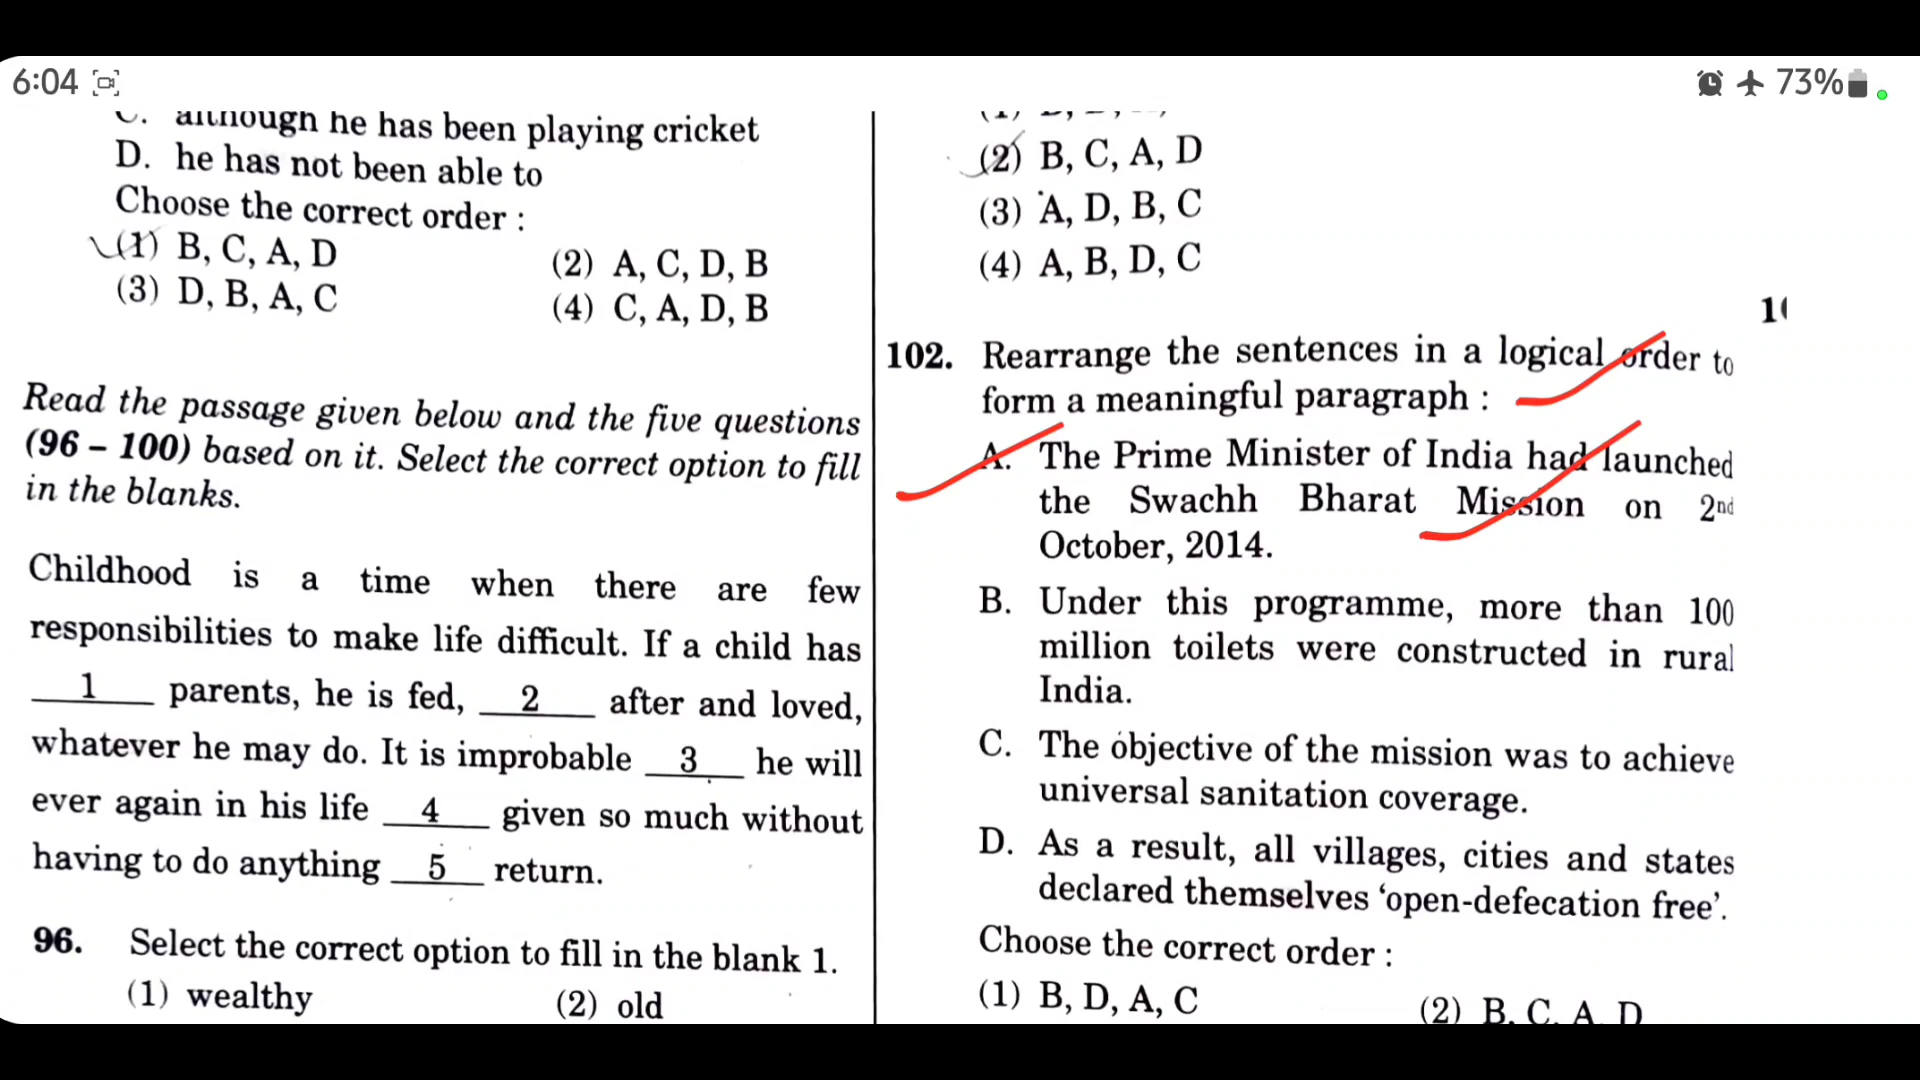 6:04
73%
C. although he has been playing cricket
D. he has not been able to
Choose the correct order :
(1) B, C, A, D
(2) A, C, D, B
(3) D, B, A, C
(4) C, A, D, B
Read the passage given below and the five questions
(96 – 100) based on it. Select the correct option to fill
in the blanks.
Childhood is a time when there are few
responsibilities to make life difficult. If a child has
__1__ parents, he is fed, __2__ after and loved,
whatever he may do. It is improbable __3__ he will
ever again in his life __4__ given so much without
having to do anything __5__ return.
96. Select the correct option to fill in the blank 1.
(1) wealthy
(2) old
(2) B, C, A, D
(3) A, D, B, C
(4) A, B, D, C
102. Rearrange the sentences in a logical order to
form a meaningful paragraph :
A. The Prime Minister of India had launched
the Swachh Bharat Mission on 2nd
October, 2014.
B. Under this programme, more than 100
million toilets were constructed in rural
India.
C. The objective of the mission was to achieve
universal sanitation coverage.
D. As a result, all villages, cities and states
declared themselves ‘open-defecation free’.
Choose the correct order :
(1) B, D, A, C
(2) B, C, A, D